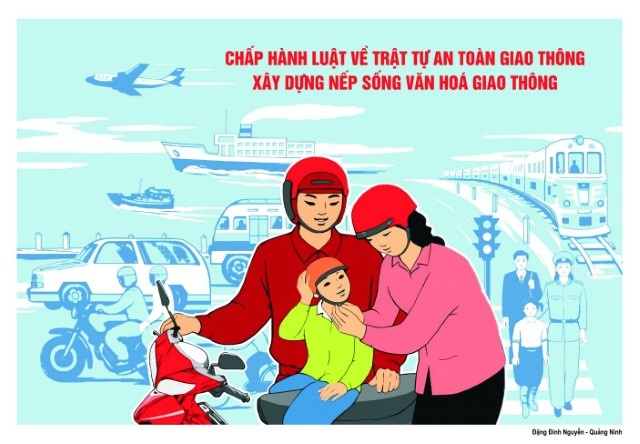 CHẤP HÀNH LUẬT VỀ TRẬT TỰ AN TOÀN GIAO THÔNG
XÂY DỰNG NẾP SỐNG VĂN HOÁ GIAO THÔNG
Đặng Đình Nguyễn - Quảng Ninh